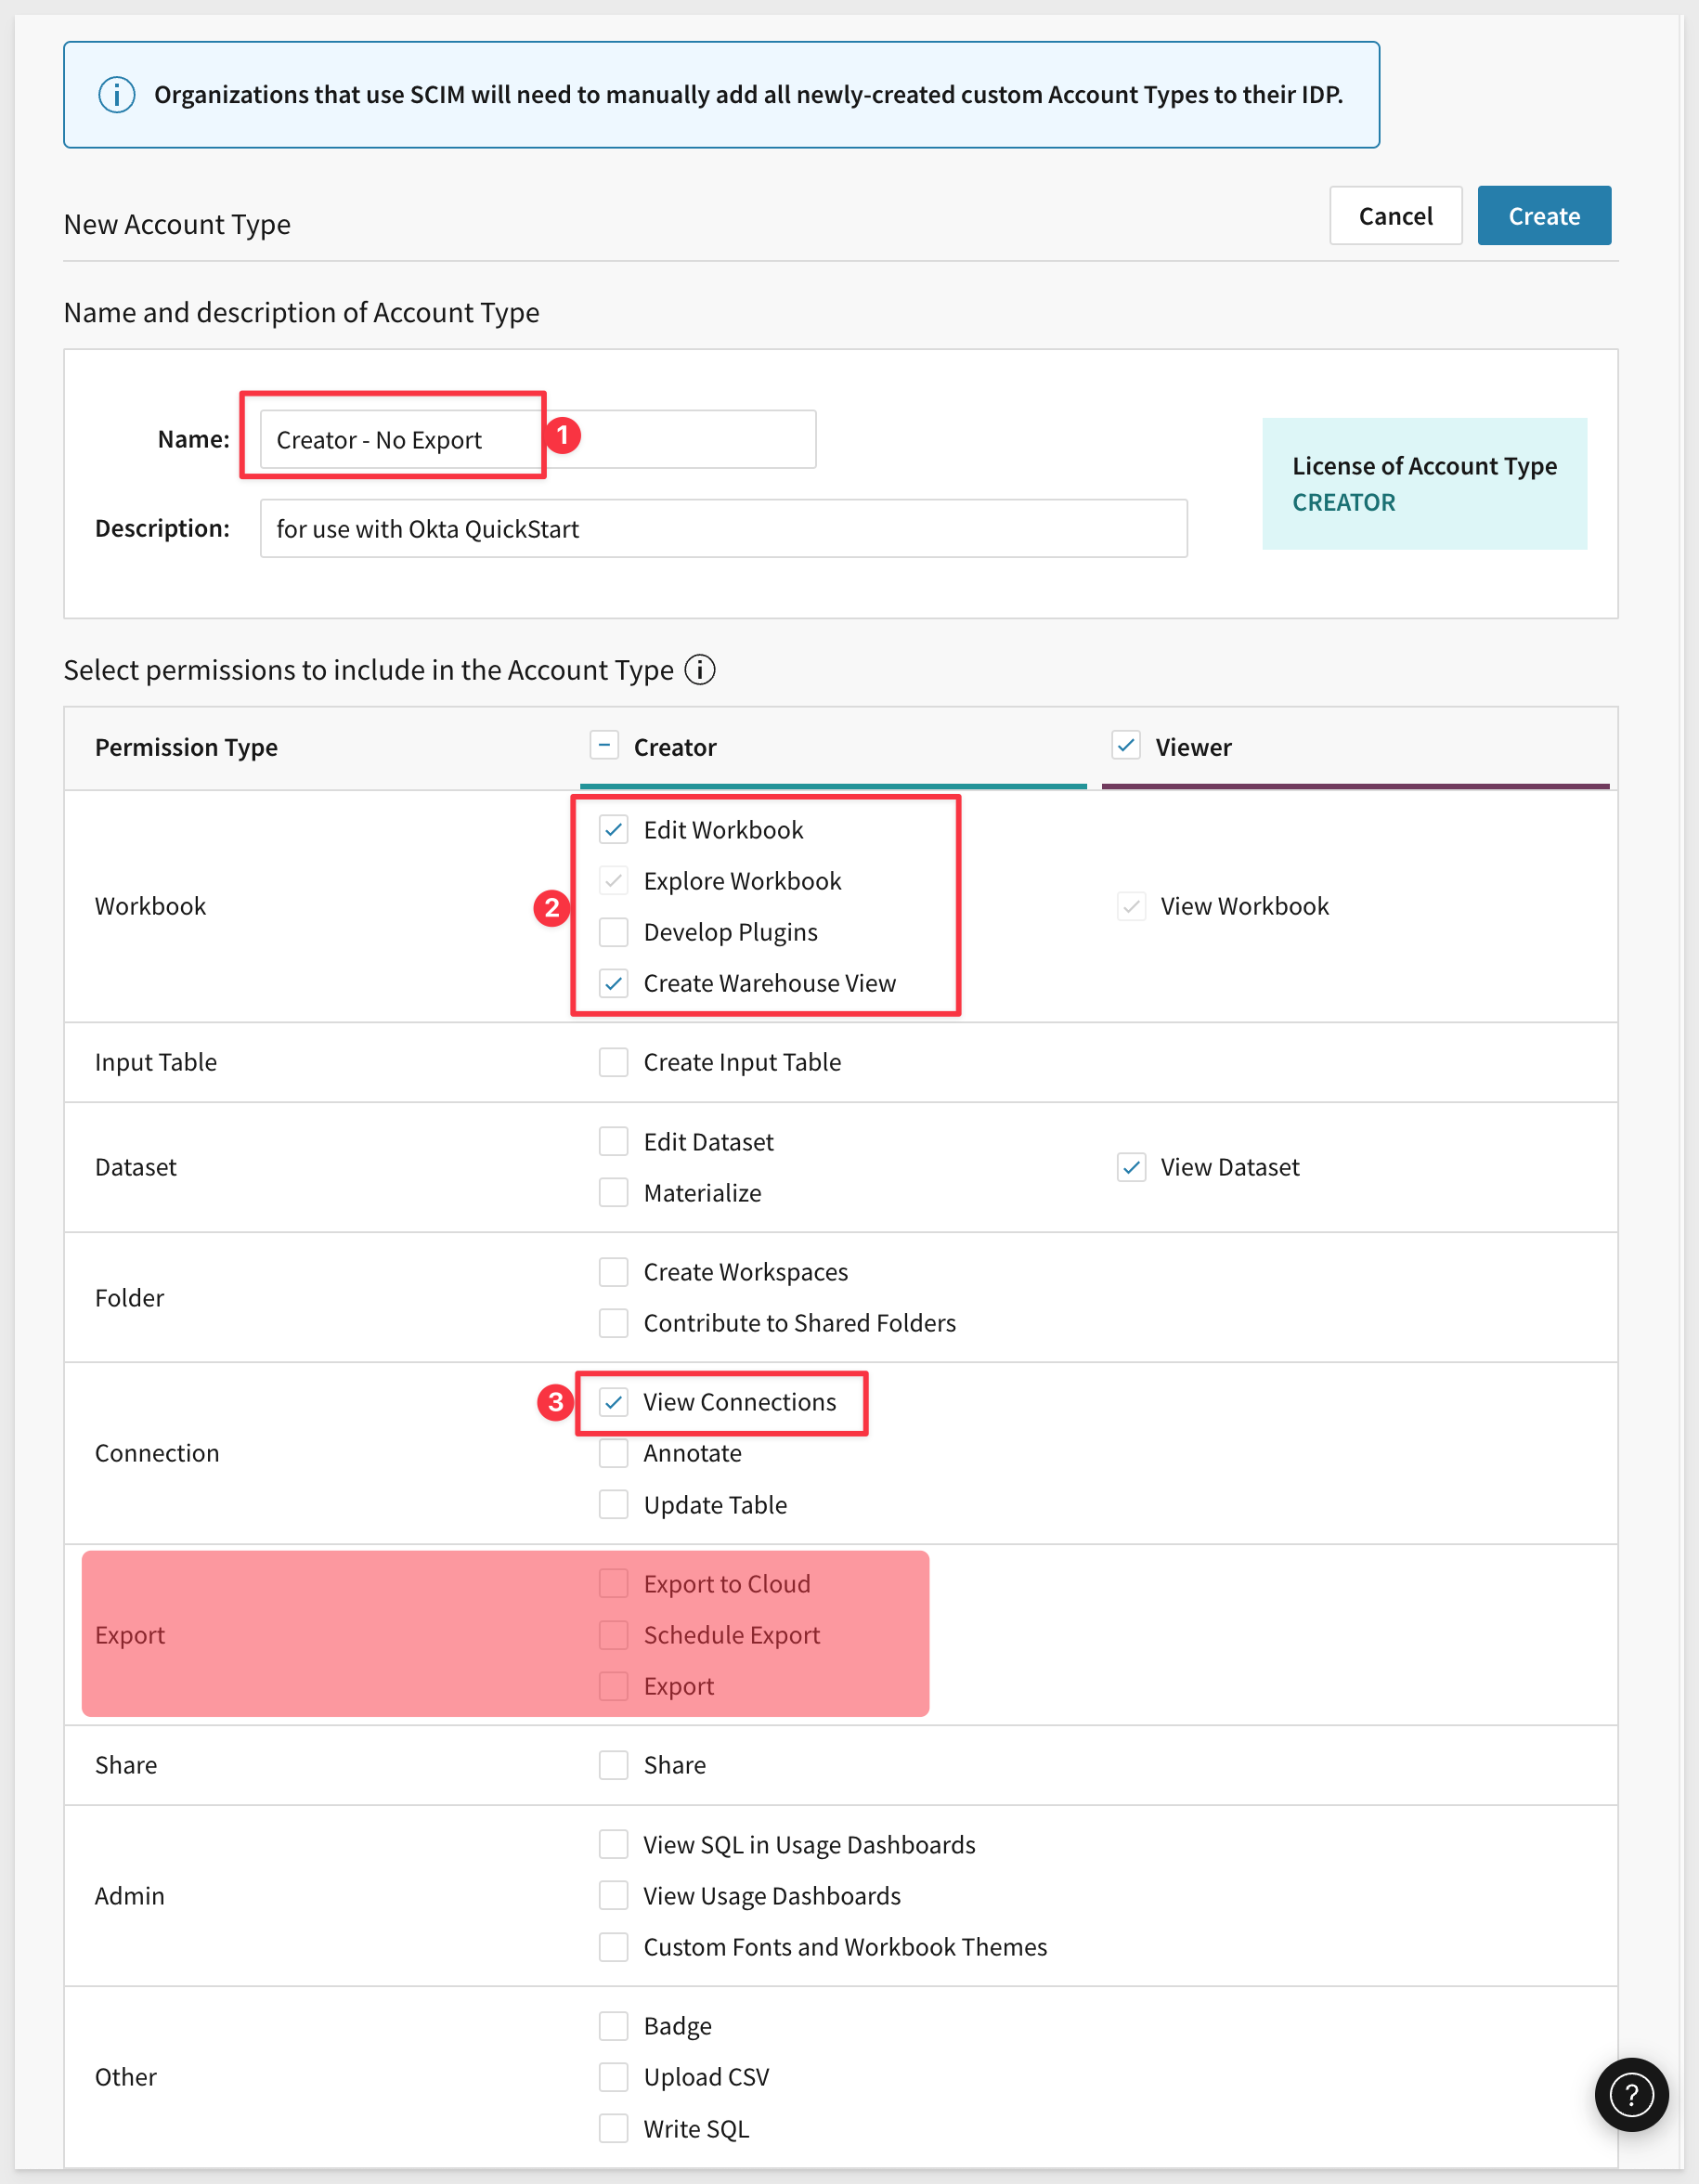 Organizations that use SCIM will need to manually add all newly-created custom Account Types to their IDP.
New Account Type
Cancel
Create
Name and description of Account Type
Name:
Creator - No Export
1
License of Account Type
CREATOR
Description:
for use with Okta QuickStart
Select permissions to include in the Account Type
Permission Type
Creator
Viewer
Workbook
2
Edit Workbook
Explore Workbook
Develop Plugins
Create Warehouse View
View Workbook
Input Table
Create Input Table
Dataset
Edit Dataset
Materialize
View Dataset
Folder
Create Workspaces
Contribute to Shared Folders
Connection
3
View Connections
Annotate
Update Table
Export
Export to Cloud
Schedule Export
Export
Share
Share
Admin
View SQL in Usage Dashboards
View Usage Dashboards
Custom Fonts and Workbook Themes
Other
Badge
Upload CSV
Write SQL
?